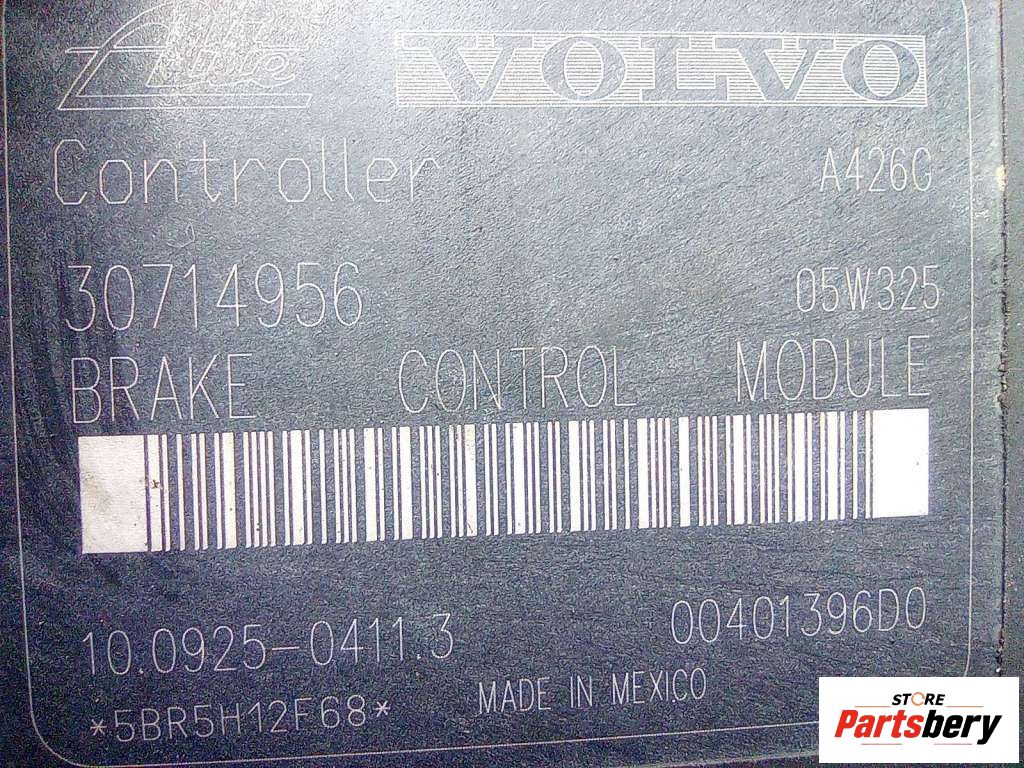 Ate VOLVO
Controller A426G
30714956 05W325
BRAKE CONTROL MODULE
10.0925-0411.3 00401396D0
*5BR5H12F68* MADE IN MEXICO
STORE
Partsbery